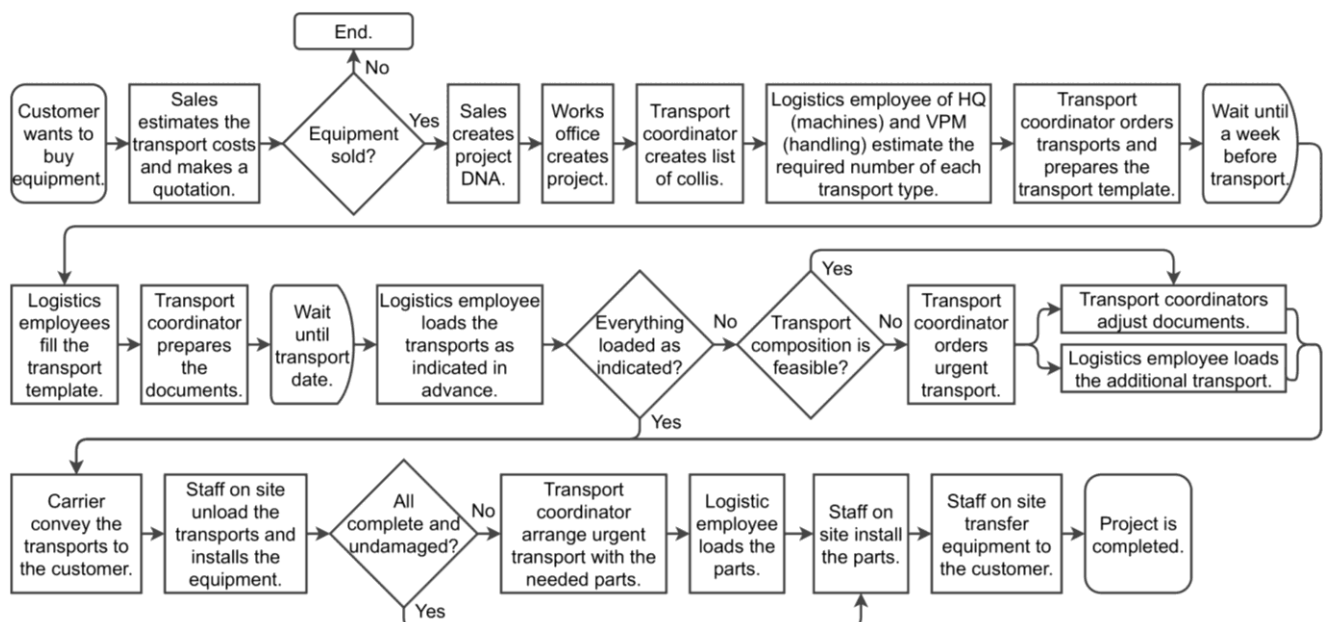 End.
No
Customer
wants to
buy
equipment.
Sales
estimates the
transport costs
and makes a
quotation.
Equipment
sold?
Yes
Sales
creates
project
DNA.
Works
office
creates
project.
Transport
coordinator
creates list
of collis.
Logistics employee of HQ
(machines) and VPM
(handling) estimate the
required number of each
transport type.
Transport
coordinator orders
transports and
prepares the
transport template.
Wait until
a week
before
transport.
Logistics
employees
fill the
transport
template.
Transport
coordinator
prepares
the
documents.
Wait
until
transport
date.
Logistics employee
loads the
transports as
indicated in
advance.
Everything
loaded as
indicated?
No
Yes
Transport
composition is
feasible?
Yes
No
Transport
coordinator
orders
urgent
transport.
Transport coordinators
adjust documents.
Logistics employee loads
the additional transport.
Carrier
convey the
transports to
the customer.
Staff on site
unload the
transports and
installs the
equipment.
All
complete and
undamaged?
No
Yes
Transport
coordinator
arrange urgent
transport with the
needed parts.
Logistic
employee
loads the
parts.
Staff on
site install
the parts.
Staff on site
transfer
equipment to
the customer.
Project is
completed.